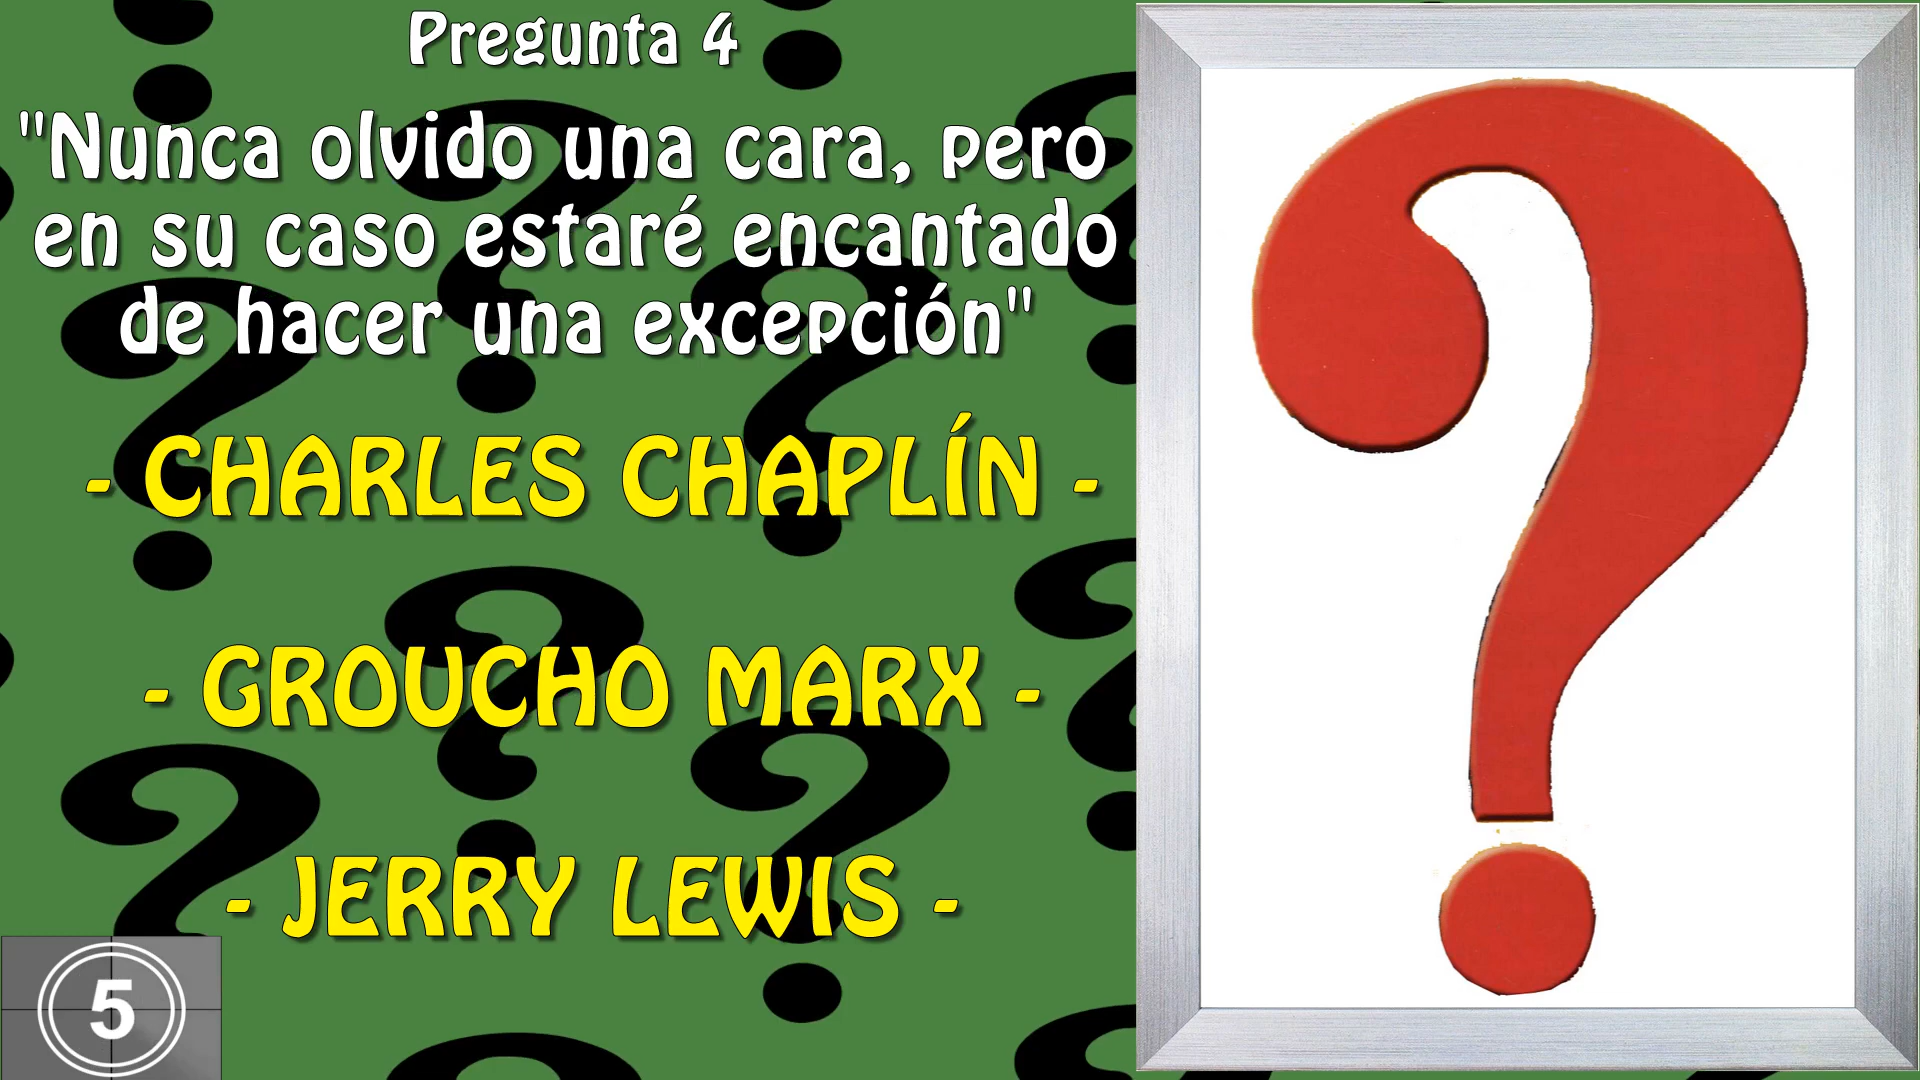 Pregunta 4
"Nunca olvido una cara, pero
en su caso estaré encantado
de hacer una excepción"
- CHARLES CHAPLÍN -
- GROUCHO MARX -
- JERRY LEWIS -
5